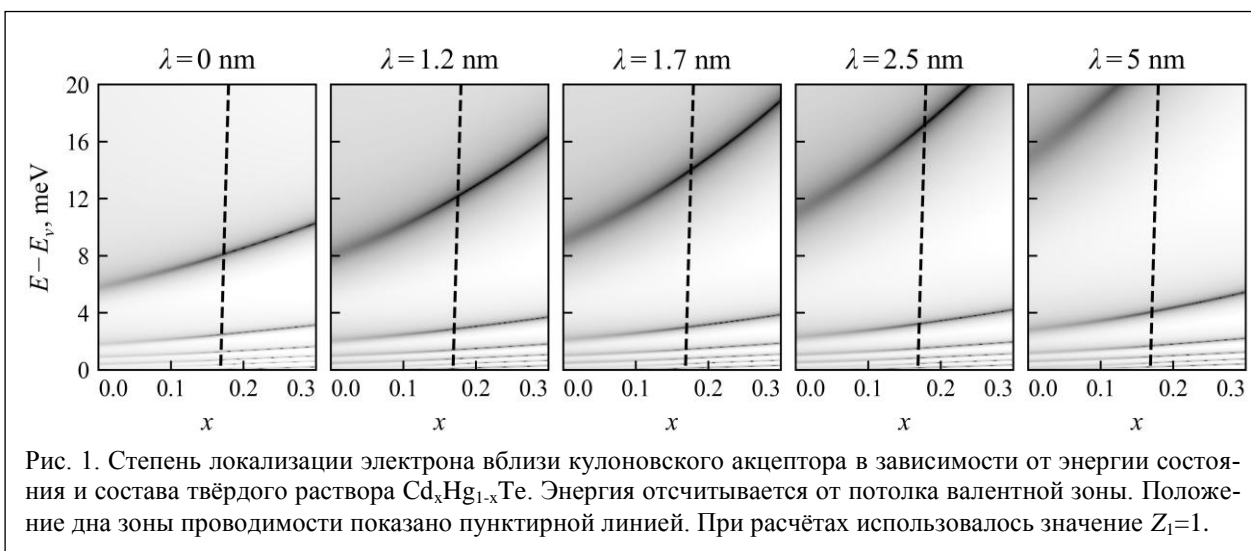 λ=0 nm λ=1.2 nm λ=1.7 nm λ=2.5 nm λ=5 nm
20
16
12
8
4
0
E − Eᵥ, meV
0.0 0.1 0.2 0.3 0.0 0.1 0.2 0.3 0.0 0.1 0.2 0.3 0.0 0.1 0.2 0.3 0.0 0.1 0.2 0.3
x x x x x
Рис. 1. Степень локализации электрона вблизи кулоновского акцептора в зависимости от энергии состоя-
ния и состава твёрдого раствора CdₓHg₁₋ₓTe. Энергия отсчитывается от потолка валентной зоны. Положе-
ние дна зоны проводимости показано пунктирной линией. При расчётах использовалось значение Z₁=1.